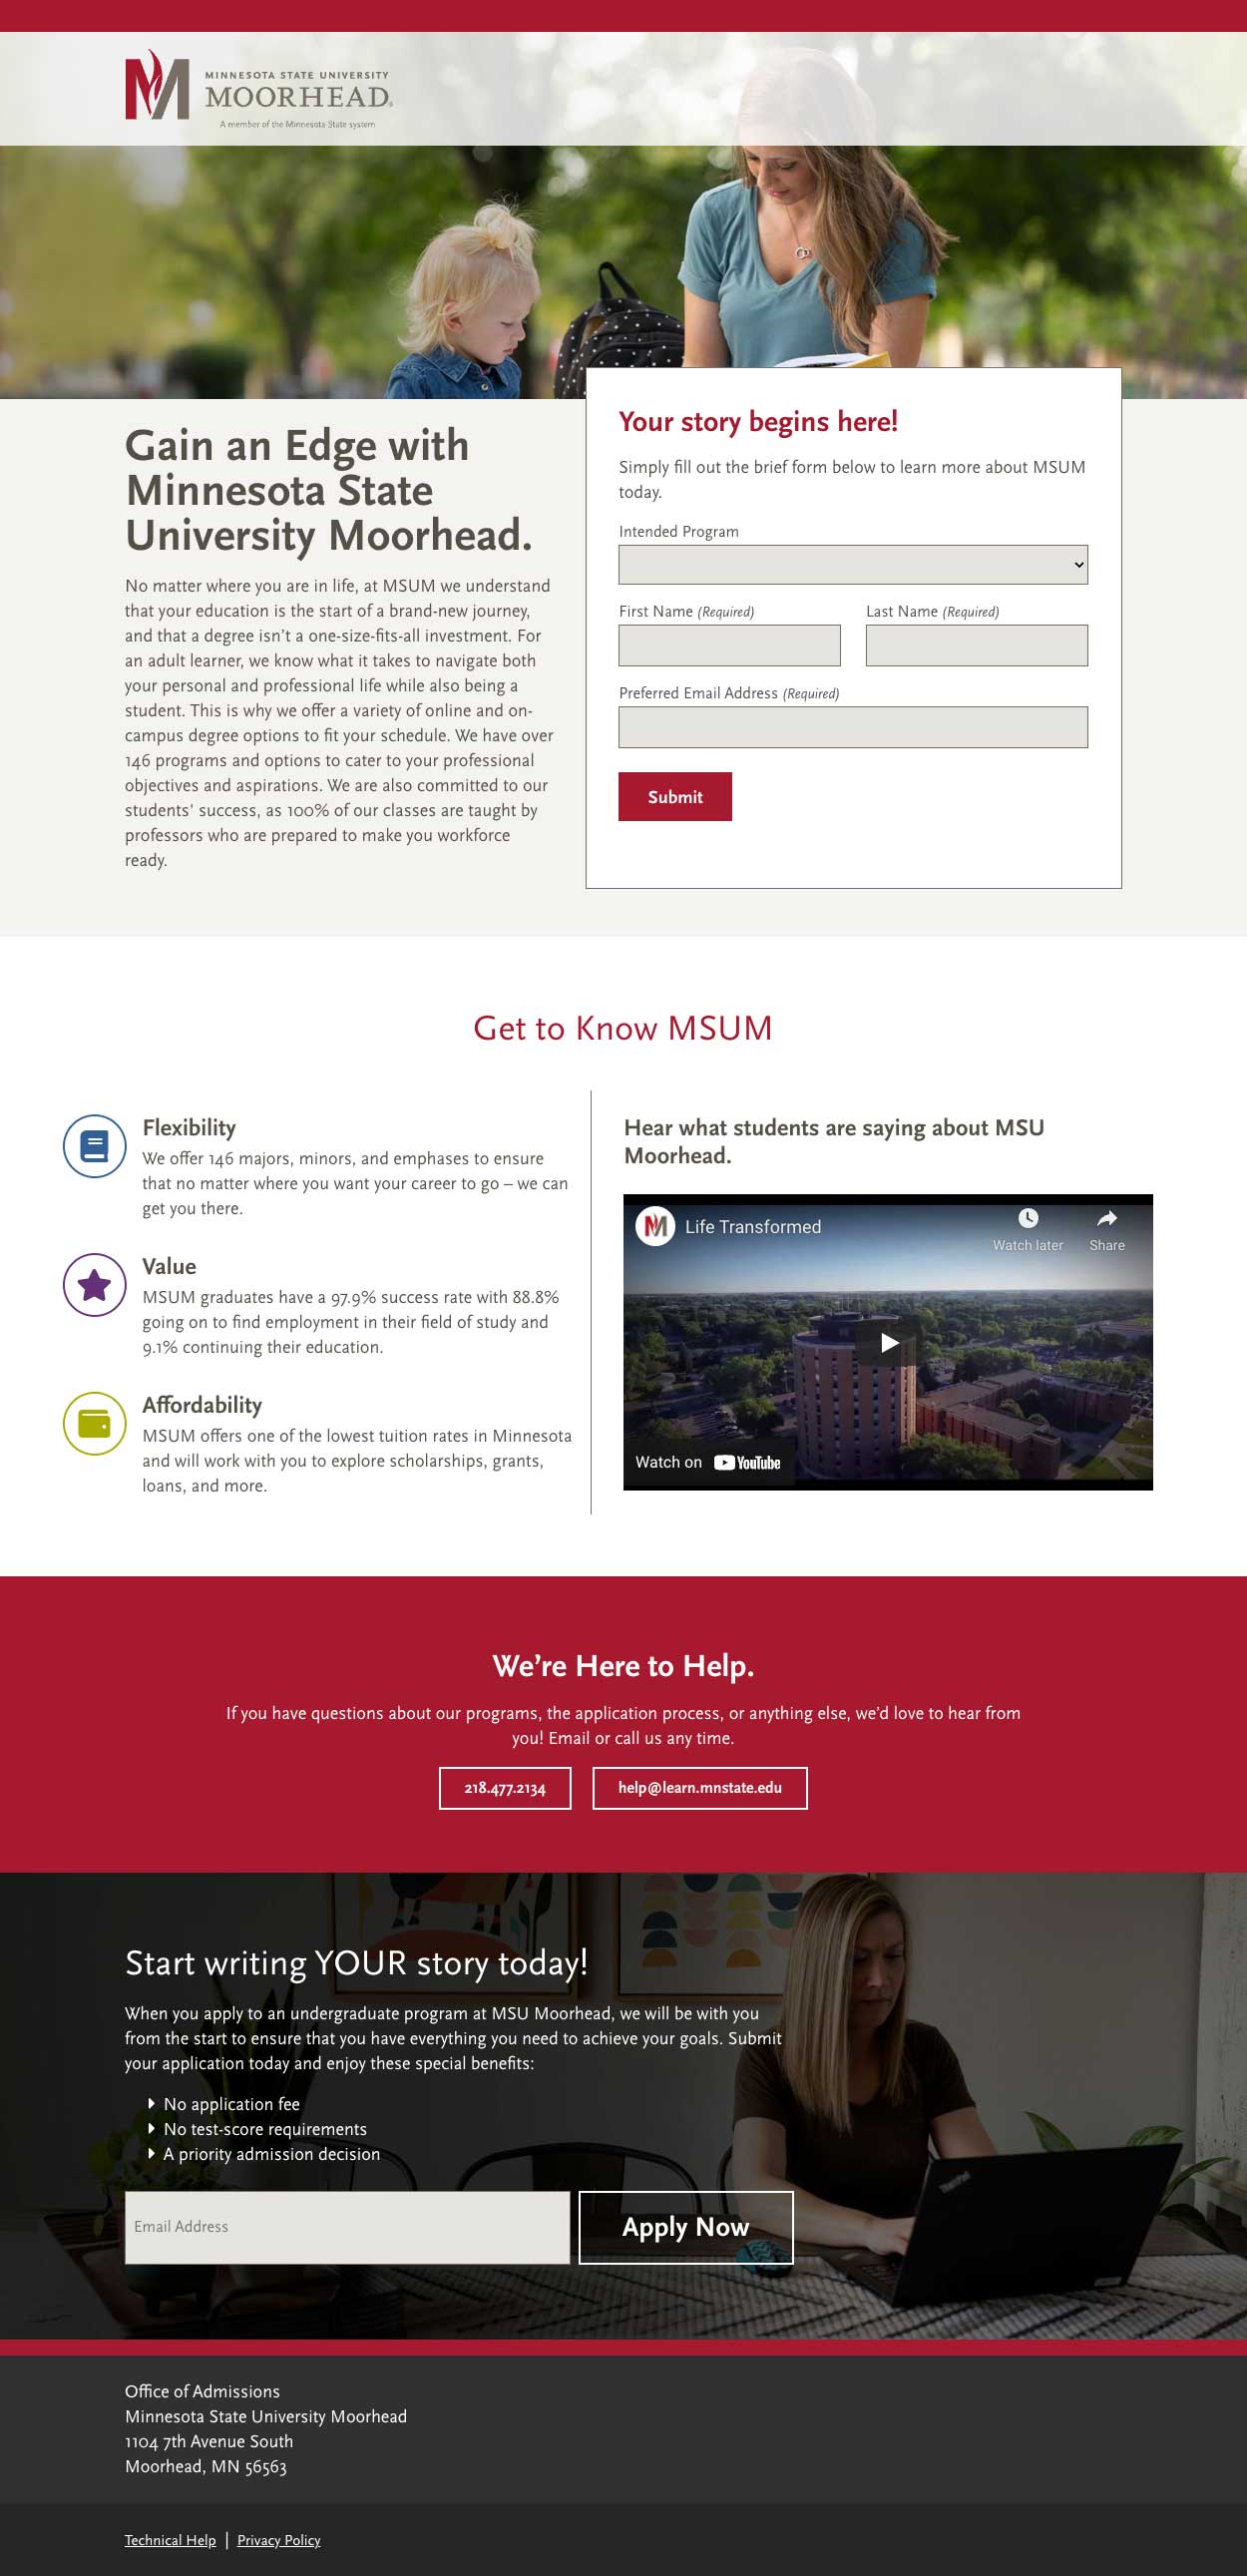 MINNESOTA STATE UNIVERSITY
MOORHEAD®
A member of the Minnesota State system
Gain an Edge with
Minnesota State
University Moorhead.
No matter where you are in life, at MSUM we understand
that your education is the start of a brand-new journey,
and that a degree isn’t a one-size-fits-all investment. For
an adult learner, we know what it takes to navigate both
your personal and professional life while also being a
student. This is why we offer a variety of online and on-
campus degree options to fit your schedule. We have over
146 programs and options to cater to your professional
objectives and aspirations. We are also committed to our
students’ success, as 100% of our classes are taught by
professors who are prepared to make you workforce
ready.
Your story begins here!
Simply fill out the brief form below to learn more about MSUM
today.
Intended Program
First Name (Required) Last Name (Required)
Preferred Email Address (Required)
Submit
Get to Know MSUM
Flexibility
We offer 146 majors, minors, and emphases to ensure
that no matter where you want your career to go – we can
get you there.
Value
MSUM graduates have a 97.9% success rate with 88.8%
going on to find employment in their field of study and
9.1% continuing their education.
Affordability
MSUM offers one of the lowest tuition rates in Minnesota
and will work with you to explore scholarships, grants,
loans, and more.
Hear what students are saying about MSU
Moorhead.
Life Transformed
Watch later Share
Watch on YouTube
We’re Here to Help.
If you have questions about our programs, the application process, or anything else, we’d love to hear from
you! Email or call us any time.
218.477.2134 help@learn.mnstate.edu
Start writing YOUR story today!
When you apply to an undergraduate program at MSU Moorhead, we will be with you
from the start to ensure that you have everything you need to achieve your goals. Submit
your application today and enjoy these special benefits:
No application fee
No test-score requirements
A priority admission decision
Email Address Apply Now
Office of Admissions
Minnesota State University Moorhead
1104 7th Avenue South
Moorhead, MN 56563
Technical Help | Privacy Policy